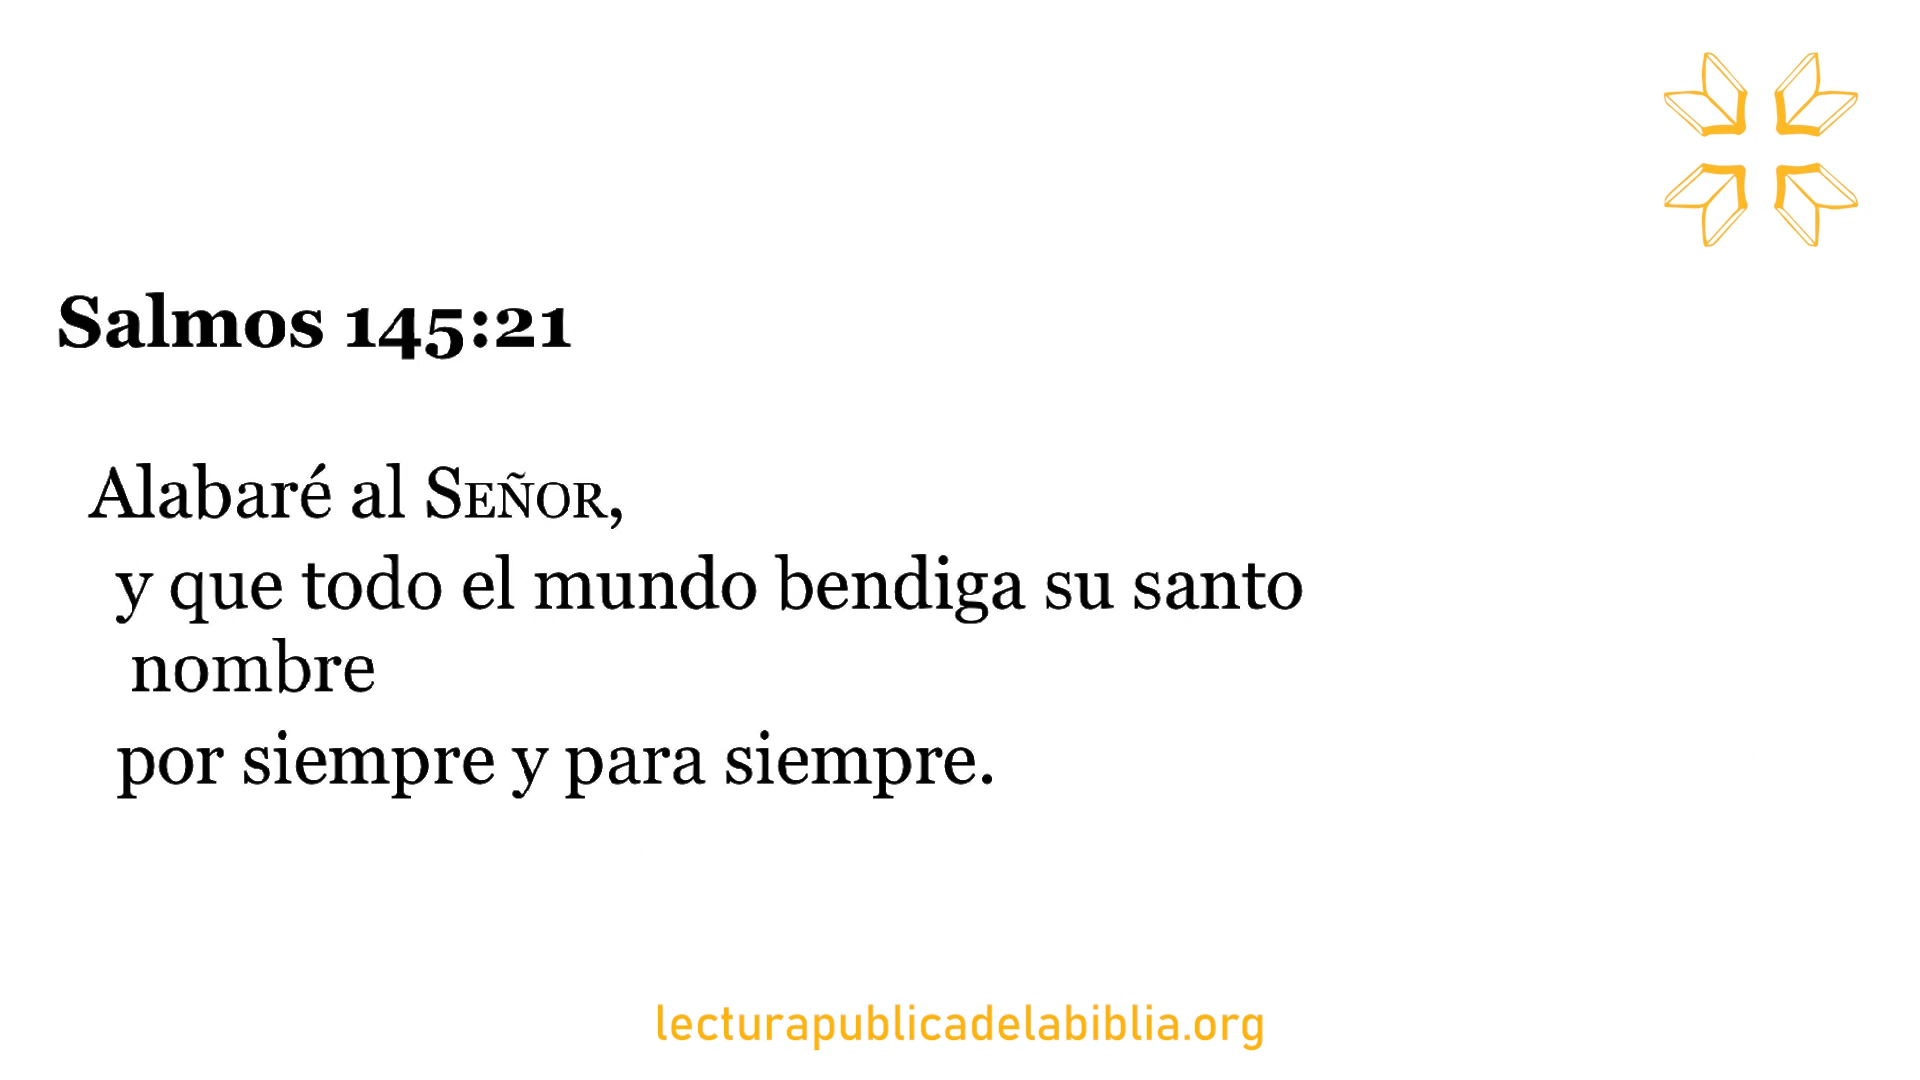 Salmos 145:21
Alabaré al SEÑOR,
y que todo el mundo bendiga su santo
nombre
por siempre y para siempre.
lecturapublicadelabiblia.org